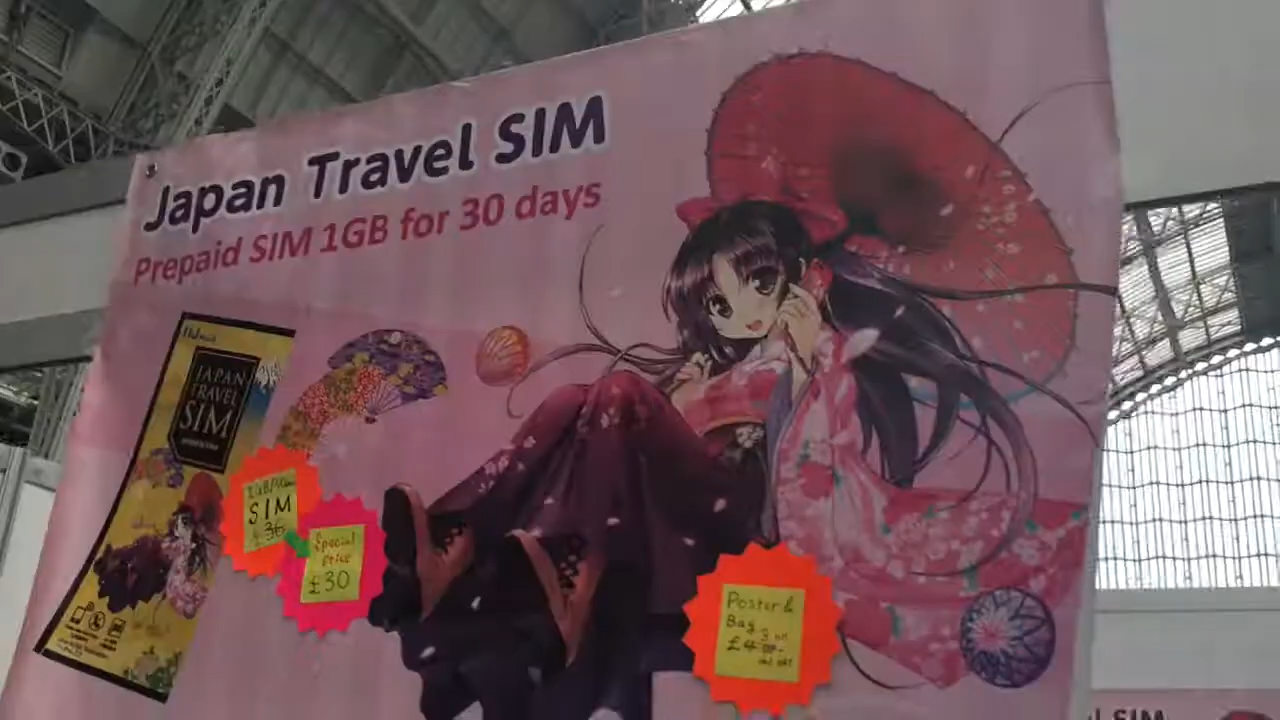 Japan Travel SIM
Prepaid SIM 1GB for 30 days
JAPAN
TRAVEL
SIM
SIM
£36
Special
Price
£30
Poster &
Bag
SIM